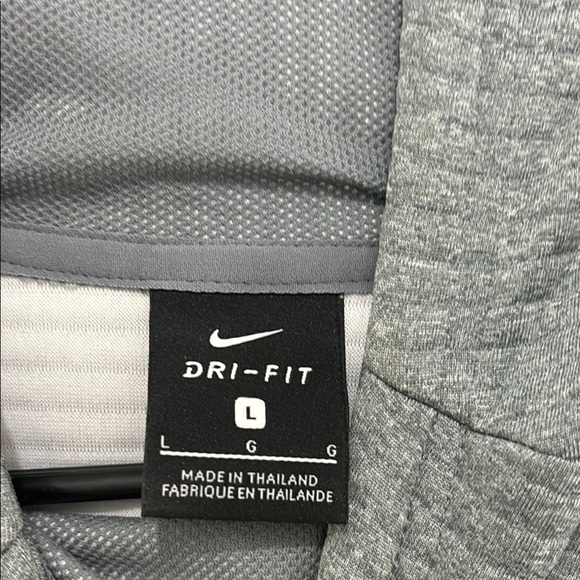 DRI-FIT
L
L G G
MADE IN THAILAND
FABRIQUE EN THAILANDE